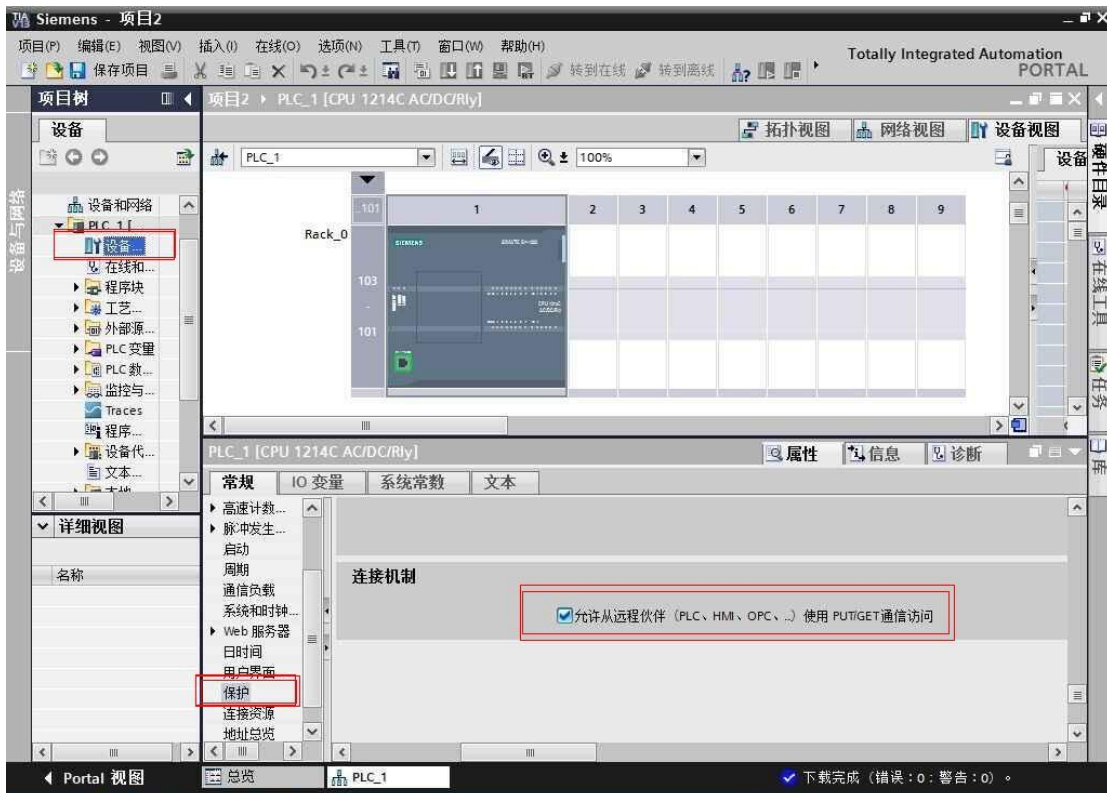 Siemens - 项目2
项目(P) 编辑(E) 视图(V) 插入(I) 在线(O) 选项(N) 工具(T) 窗口(W) 帮助(H)
Totally Integrated Automation
PORTAL
保存项目 转到在线 转到离线
项目树
项目2 PLC_1 [CPU 1214C AC/DC/Rly]
设备
拓扑视图 网络视图 设备视图
PLC_1 100% 设备
设备与网络
设备和网络
PLC_1 [
设备...
在线和...
程序块
工艺...
外部源...
PLC 变量
PLC 数...
监控与...
Traces
程序...
设备代...
文本...
Rack_0
101 1 2 3 4 5 6 7 8 9
SIEMENS
103
-
101
硬件目录
在线工具
任务
库
详细视图
名称
PLC_1 [CPU 1214C AC/DC/Rly]
属性 信息 诊断
常规 IO 变量 系统常数 文本
高速计数...
脉冲发生...
启动
周期
通信负载
系统和时钟...
Web 服务器
日时间
用户界面
保护
连接资源
地址总览
连接机制
允许从远程伙伴（PLC、HMI、OPC、...）使用 PUT/GET通信访问
Portal 视图 总览 PLC_1
下载完成（错误：0；警告：0）。